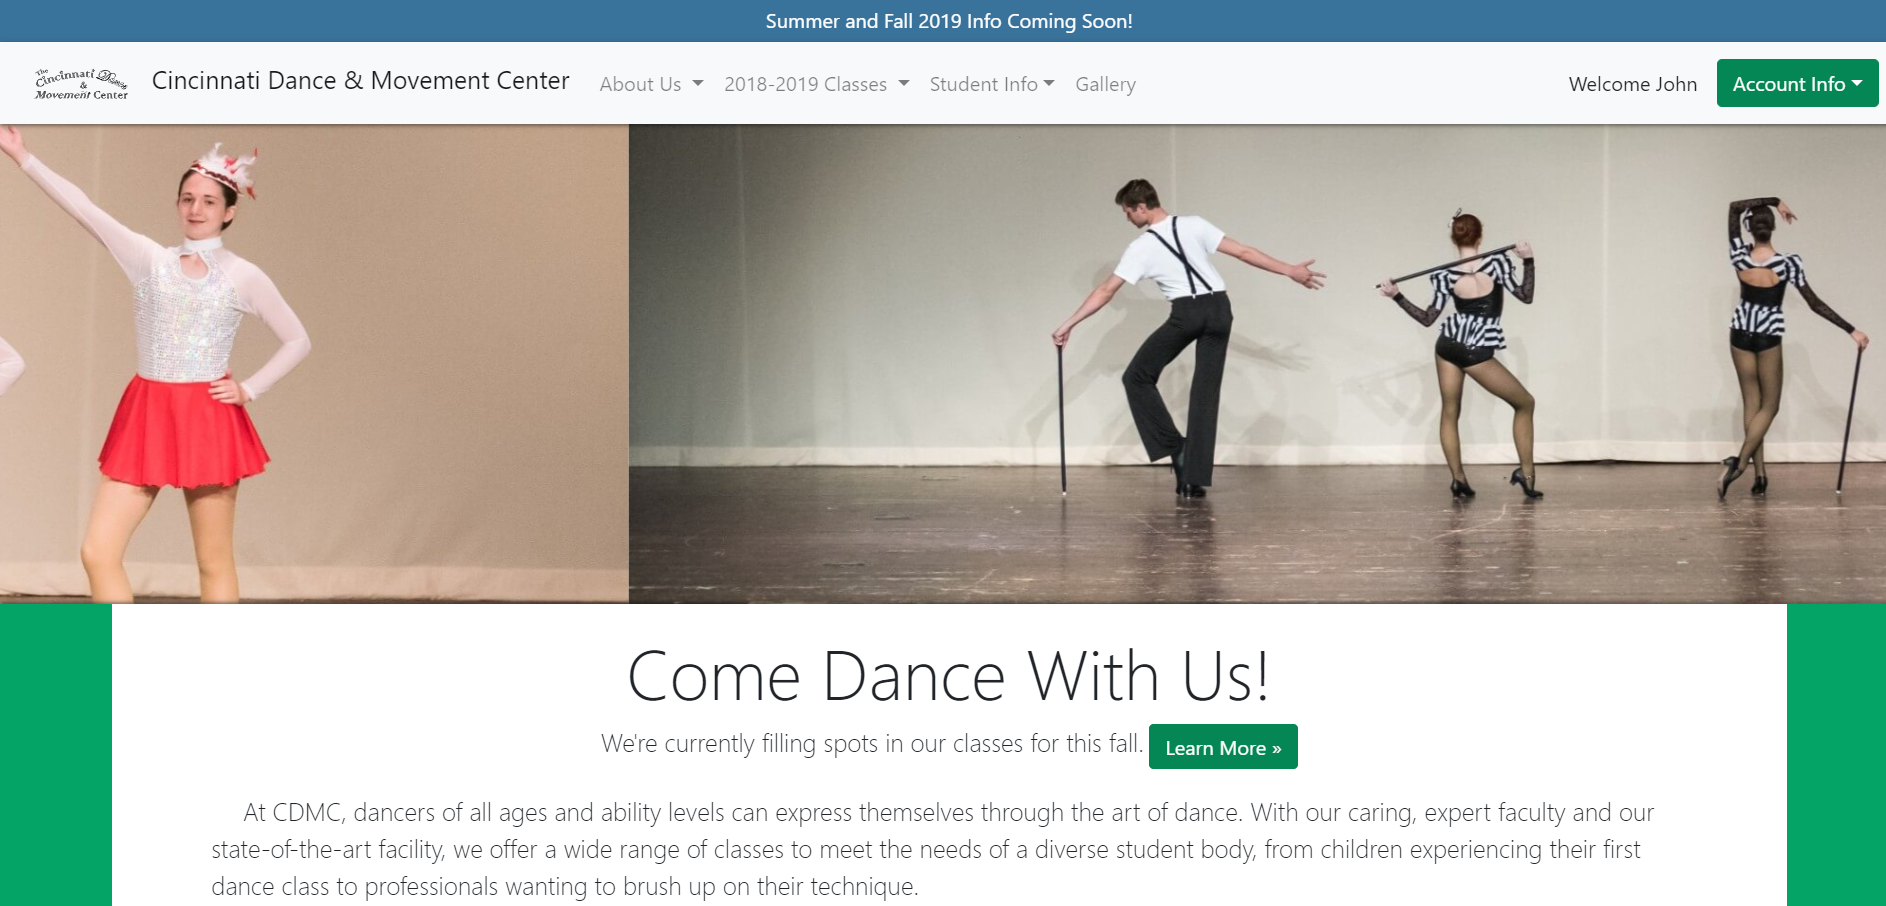 Summer and Fall 2019 Info Coming Soon!
The
Cincinnati Dance
&
Movement Center
Cincinnati Dance & Movement Center
About Us
2018-2019 Classes
Student Info
Gallery
Welcome John
Account Info
Come Dance With Us!
We're currently filling spots in our classes for this fall.
Learn More »
At CDMC, dancers of all ages and ability levels can express themselves through the art of dance. With our caring, expert faculty and our
state-of-the-art facility, we offer a wide range of classes to meet the needs of a diverse student body, from children experiencing their first
dance class to professionals wanting to brush up on their technique.